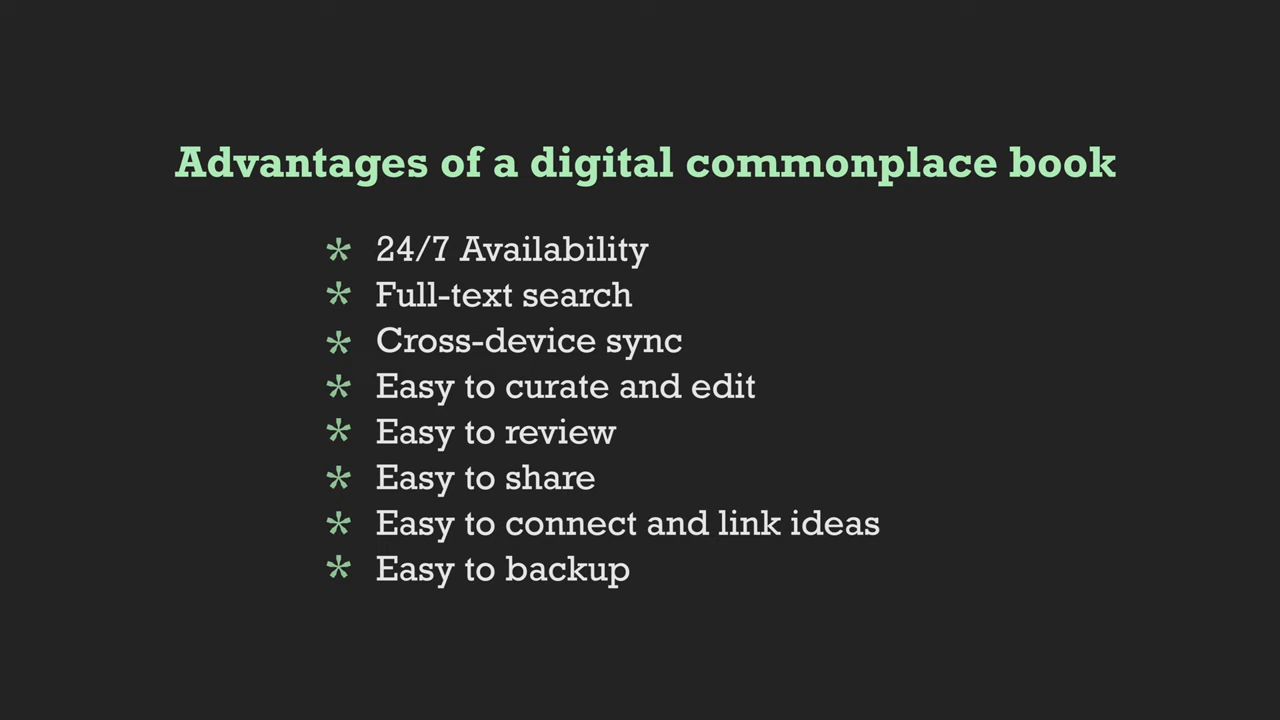 Advantages of a digital commonplace book
* 24/7 Availability
* Full-text search
* Cross-device sync
* Easy to curate and edit
* Easy to review
* Easy to share
* Easy to connect and link ideas
* Easy to backup